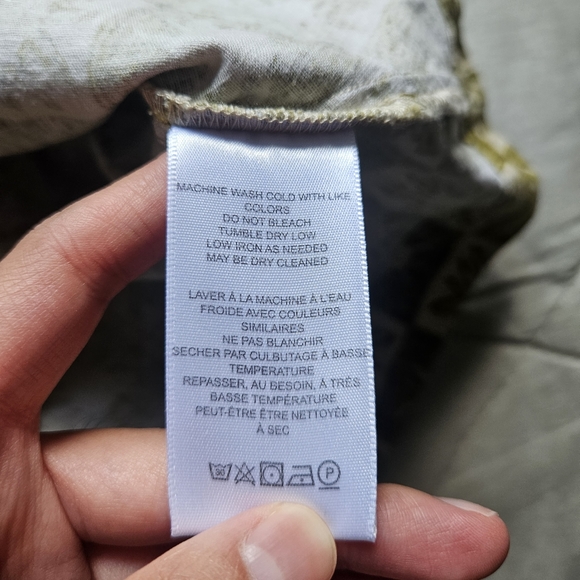 MACHINE WASH COLD WITH LIKE
COLORS
DO NOT BLEACH
TUMBLE DRY LOW
LOW IRON AS NEEDED
MAY BE DRY CLEANED
LAVER À LA MACHINE À L'EAU
FROIDE AVEC COULEURS
SIMILAIRES
NE PAS BLANCHIR
SECHER PAR CULBUTAGE À BASSE
TEMPERATURE
REPASSER, AU BESOIN, À TRÈS
BASSE TEMPÉRATURE
PEUT-ÊTRE ÊTRE NETTOYÉE
À SEC
30 P